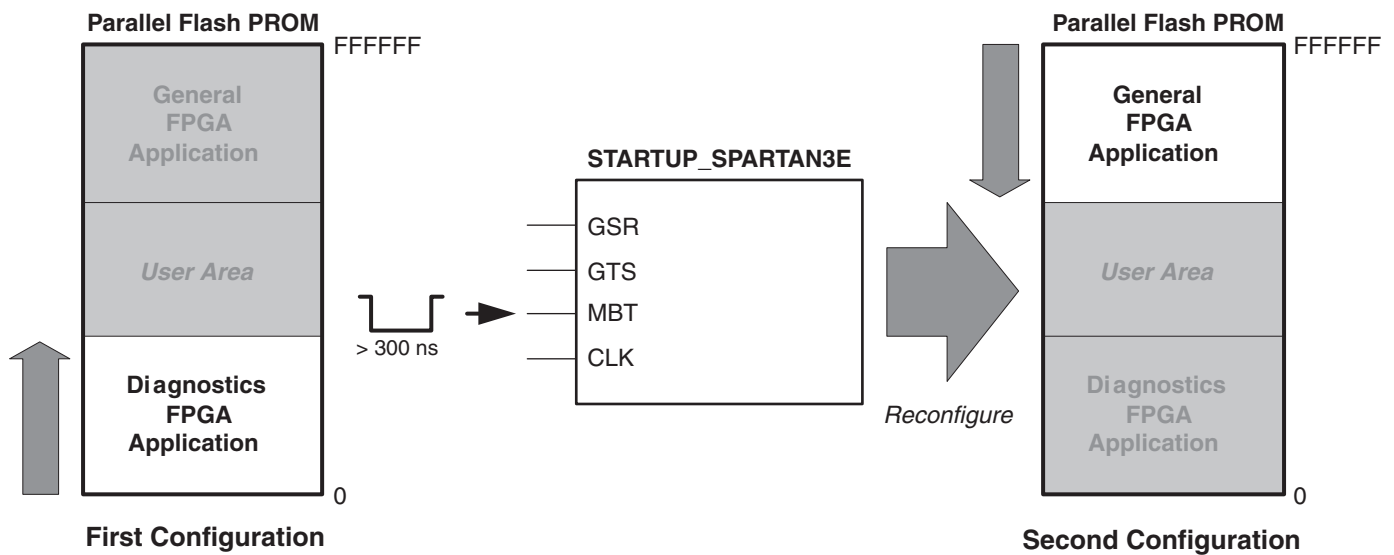 Parallel Flash PROM
FFFFFF
General
FPGA
Application
User Area
Diagnostics
FPGA
Application
0
First Configuration
> 300 ns
STARTUP_SPARTAN3E
GSR
GTS
MBT
CLK
Reconfigure
Parallel Flash PROM
FFFFFF
General
FPGA
Application
User Area
Diagnostics
FPGA
Application
0
Second Configuration